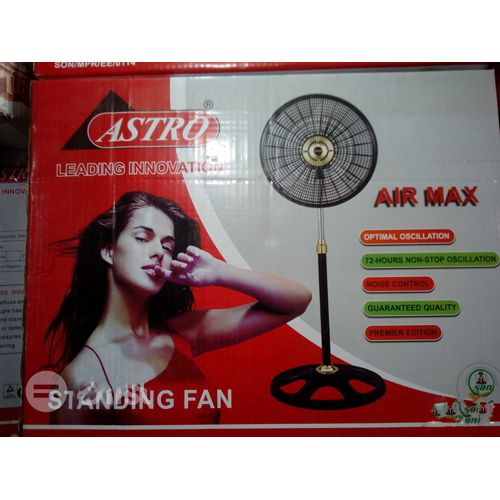 SON/MPR/EE/0114
ASTRO®
LEADING INNOVATION
AIR MAX
OPTIMAL OSCILLATION
72-HOURS NON-STOP OSCILLATION
NOISE CONTROL
GUARANTEED QUALITY
PREMIER EDITION
STANDING FAN
son